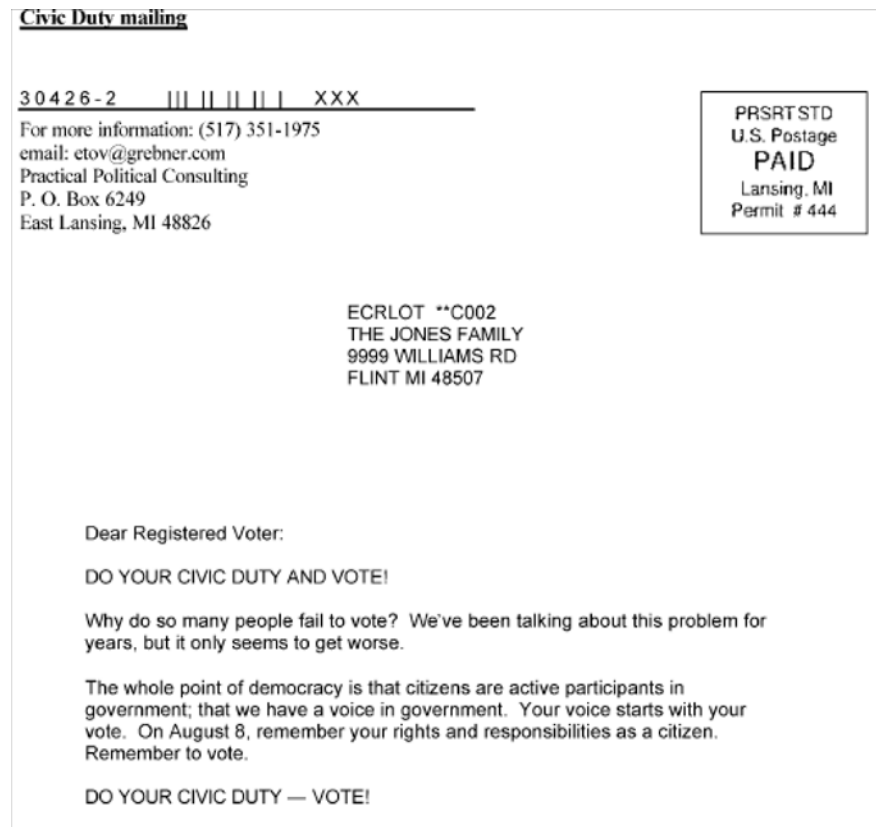 Civic Duty mailing
30426-2 ||| || || || | XXX
For more information: (517) 351-1975
email: etov@grebner.com
Practical Political Consulting
P. O. Box 6249
East Lansing, MI 48826
PRSRT STD
U.S. Postage
PAID
Lansing, MI
Permit # 444
ECRLOT **C002
THE JONES FAMILY
9999 WILLIAMS RD
FLINT MI 48507
Dear Registered Voter:
DO YOUR CIVIC DUTY AND VOTE!
Why do so many people fail to vote? We've been talking about this problem for
years, but it only seems to get worse.
The whole point of democracy is that citizens are active participants in
government; that we have a voice in government. Your voice starts with your
vote. On August 8, remember your rights and responsibilities as a citizen.
Remember to vote.
DO YOUR CIVIC DUTY — VOTE!